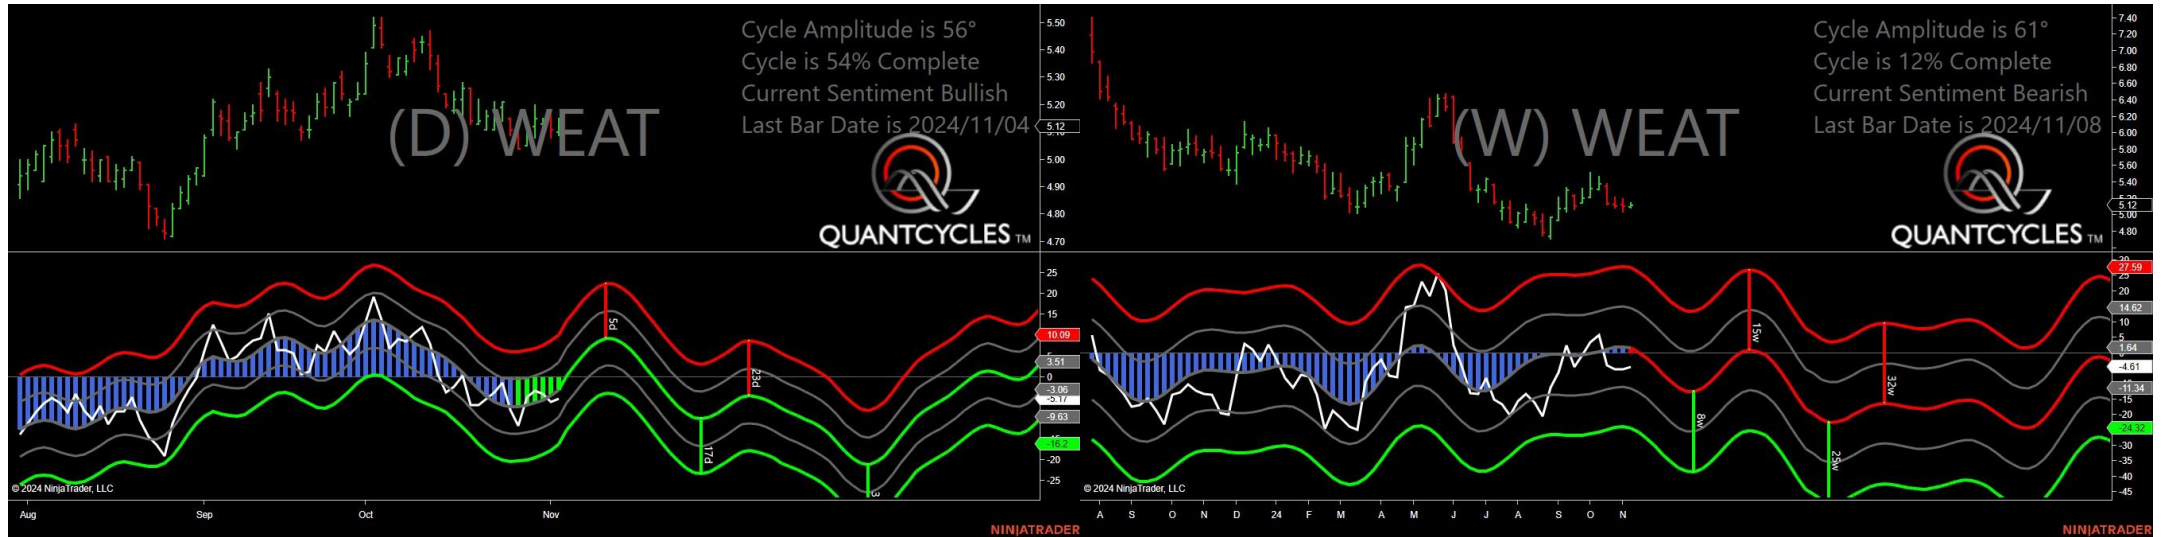 Cycle Amplitude is 56°
Cycle is 54% Complete
Current Sentiment Bullish
Last Bar Date is 2024/11/04
(D) WEAT
QUANTCYCLES TM
5.50
5.40
5.30
5.20
5.12
5.00
4.90
4.80
4.70
25
20
15
10.09
3.51
0
-3.06
-5.17
-9.63
-16.2
-20
-25
5d
23d
17d
3
© 2024 NinjaTrader, LLC
Aug Sep Oct Nov
NINJATRADER
Cycle Amplitude is 61°
Cycle is 12% Complete
Current Sentiment Bearish
Last Bar Date is 2024/11/08
(W) WEAT
QUANTCYCLES TM
7.40
7.20
7.00
6.80
6.60
6.40
6.20
6.00
5.80
5.60
5.40
5.12
5.00
4.80
27.59
20
14.62
10
5
1.64
-4.61
-11.34
-15
-20
-24.32
-30
-35
-40
-45
15w
32w
8w
25w
© 2024 NinjaTrader, LLC
A S O N D 24 F M A M J J A S O N
NINJATRADER